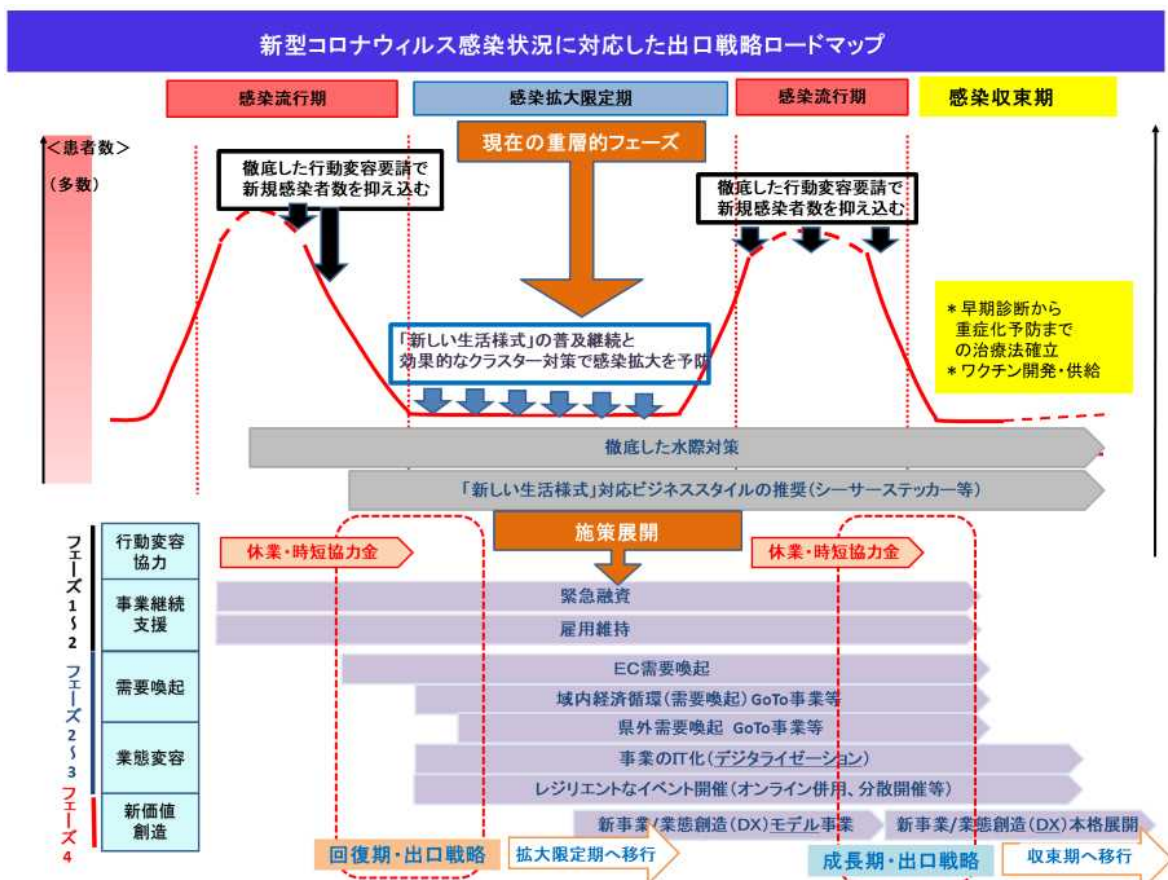 新型コロナウィルス感染状況に対応した出口戦略ロードマップ
感染流行期
感染拡大限定期
感染流行期
感染収束期
＜患者数＞
（多数）
現在の重層的フェーズ
徹底した行動変容要請で
新規感染者数を抑え込む
徹底した行動変容要請で
新規感染者数を抑え込む
「新しい生活様式」の普及継続と
効果的なクラスター対策で感染拡大を予防
＊早期診断から
重症化予防まで
の治療法確立
＊ワクチン開発・供給
徹底した水際対策
「新しい生活様式」対応ビジネススタイルの推奨（シーサーステッカー等）
施策展開
フェーズ1～2
行動変容
協力
休業・時短協力金
休業・時短協力金
事業継続
支援
緊急融資
雇用維持
フェーズ2～3
需要喚起
EC需要喚起
域内経済循環（需要喚起）GoTo事業等
県外需要喚起 GoTo事業等
業態変容
事業のIT化（デジタライゼーション）
レジリエントなイベント開催（オンライン併用、分散開催等）
フェーズ4
新価値
創造
新事業/業態創造（DX）モデル事業
新事業/業態創造（DX）本格展開
回復期・出口戦略
拡大限定期へ移行
成長期・出口戦略
収束期へ移行